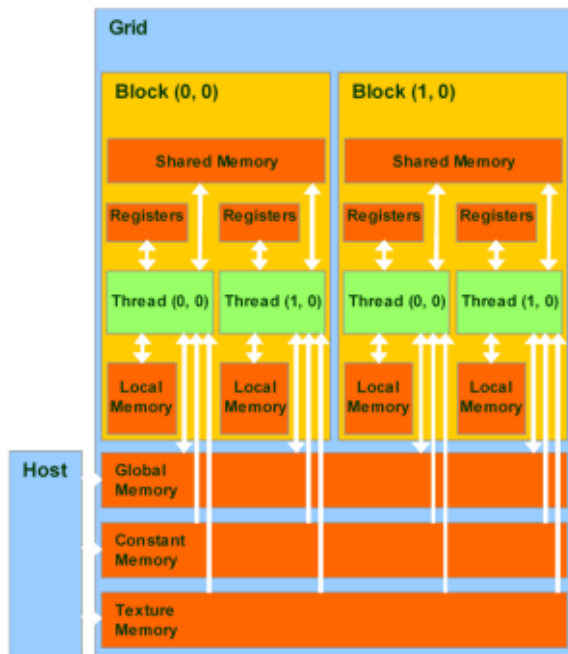 Grid
Block (0, 0)
Block (1, 0)
Shared Memory
Shared Memory
Registers
Registers
Registers
Registers
Thread (0, 0)
Thread (1, 0)
Thread (0, 0)
Thread (1, 0)
Local
Memory
Local
Memory
Local
Memory
Local
Memory
Host
Global
Memory
Constant
Memory
Texture
Memory